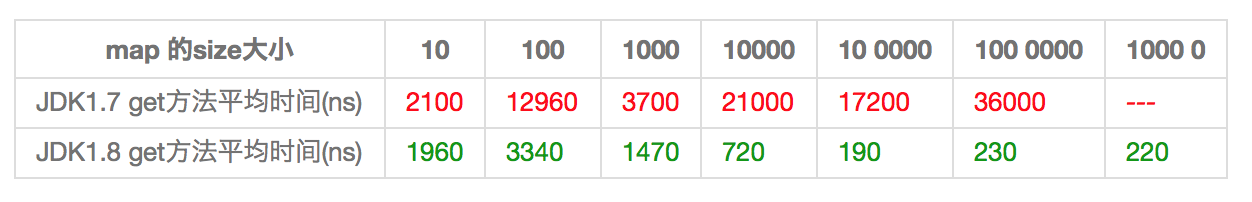 map 的size大小 10 100 1000 10000 10 0000 100 0000 1000 0
JDK1.7 get方法平均时间(ns) 2100 12960 3700 21000 17200 36000 ---
JDK1.8 get方法平均时间(ns) 1960 3340 1470 720 190 230 220